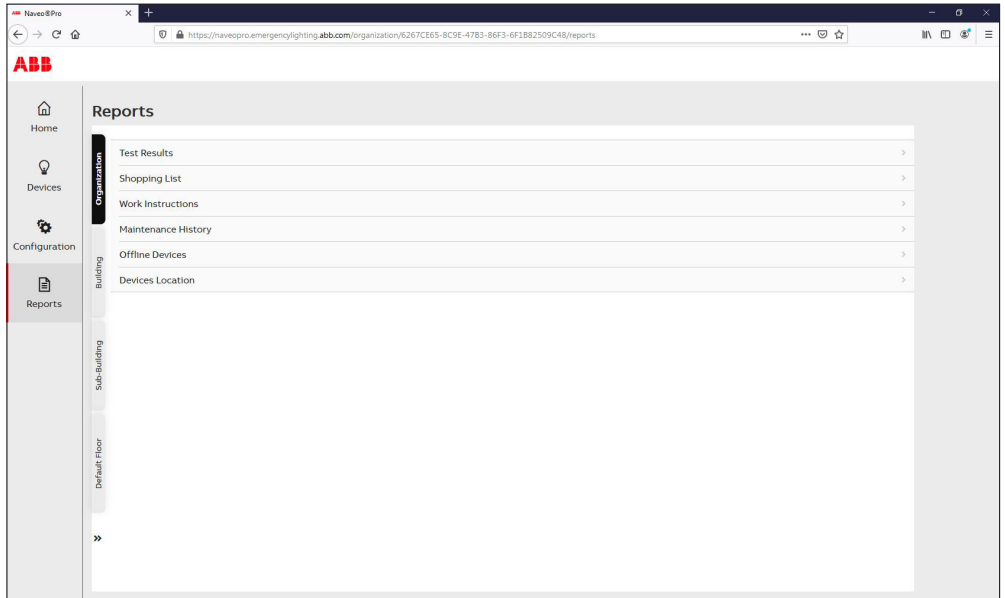 ABB Naveo®Pro
https://naveopro.emergencylighting.abb.com/organization/6267CE65-8C9E-47B3-86F3-6F1B82509C48/reports
ABB
Home
Devices
Configuration
Reports
Reports
Organization
Building
Sub-Building
Default Floor
Test Results
Shopping List
Work Instructions
Maintenance History
Offline Devices
Devices Location